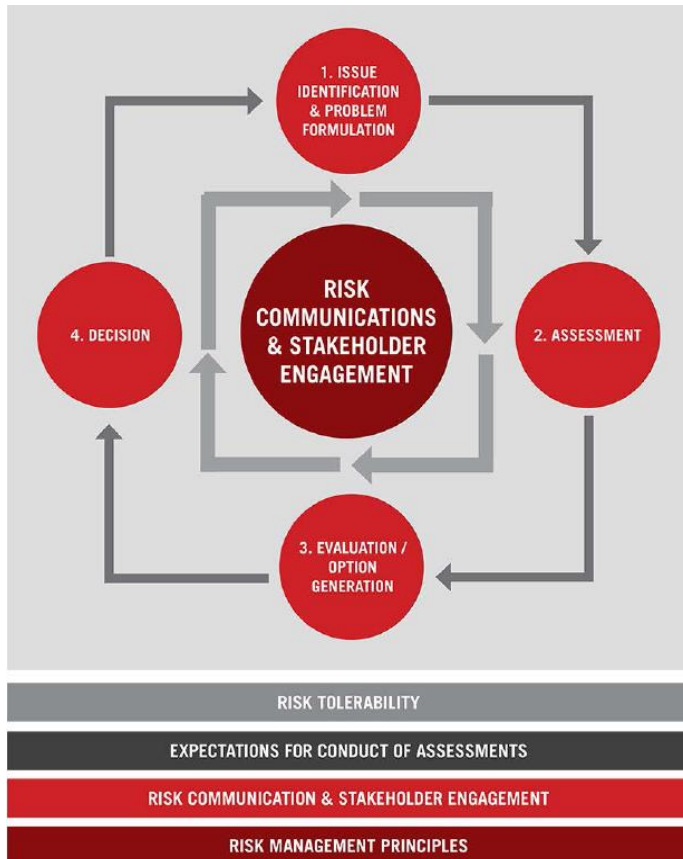 1. ISSUE
IDENTIFICATION
& PROBLEM
FORMULATION
RISK
COMMUNICATIONS
& STAKEHOLDER
ENGAGEMENT
4. DECISION
2. ASSESSMENT
3. EVALUATION /
OPTION
GENERATION
RISK TOLERABILITY
EXPECTATIONS FOR CONDUCT OF ASSESSMENTS
RISK COMMUNICATION & STAKEHOLDER ENGAGEMENT
RISK MANAGEMENT PRINCIPLES